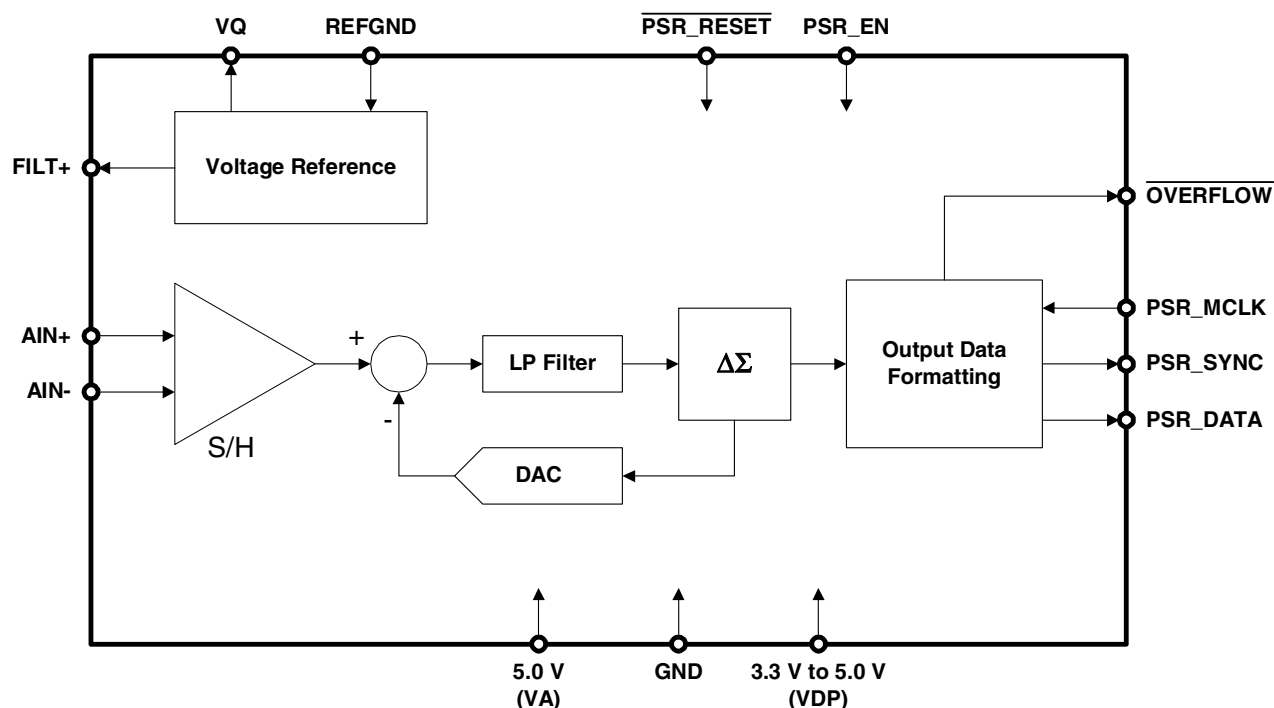 VQ
REFGND
PSR_RESET
PSR_EN
Voltage Reference
FILT+
OVERFLOW
AIN+
AIN-
S/H
+
-
LP Filter
ΔΣ
DAC
Output Data
Formatting
PSR_MCLK
PSR_SYNC
PSR_DATA
5.0 V
(VA)
GND
3.3 V to 5.0 V
(VDP)